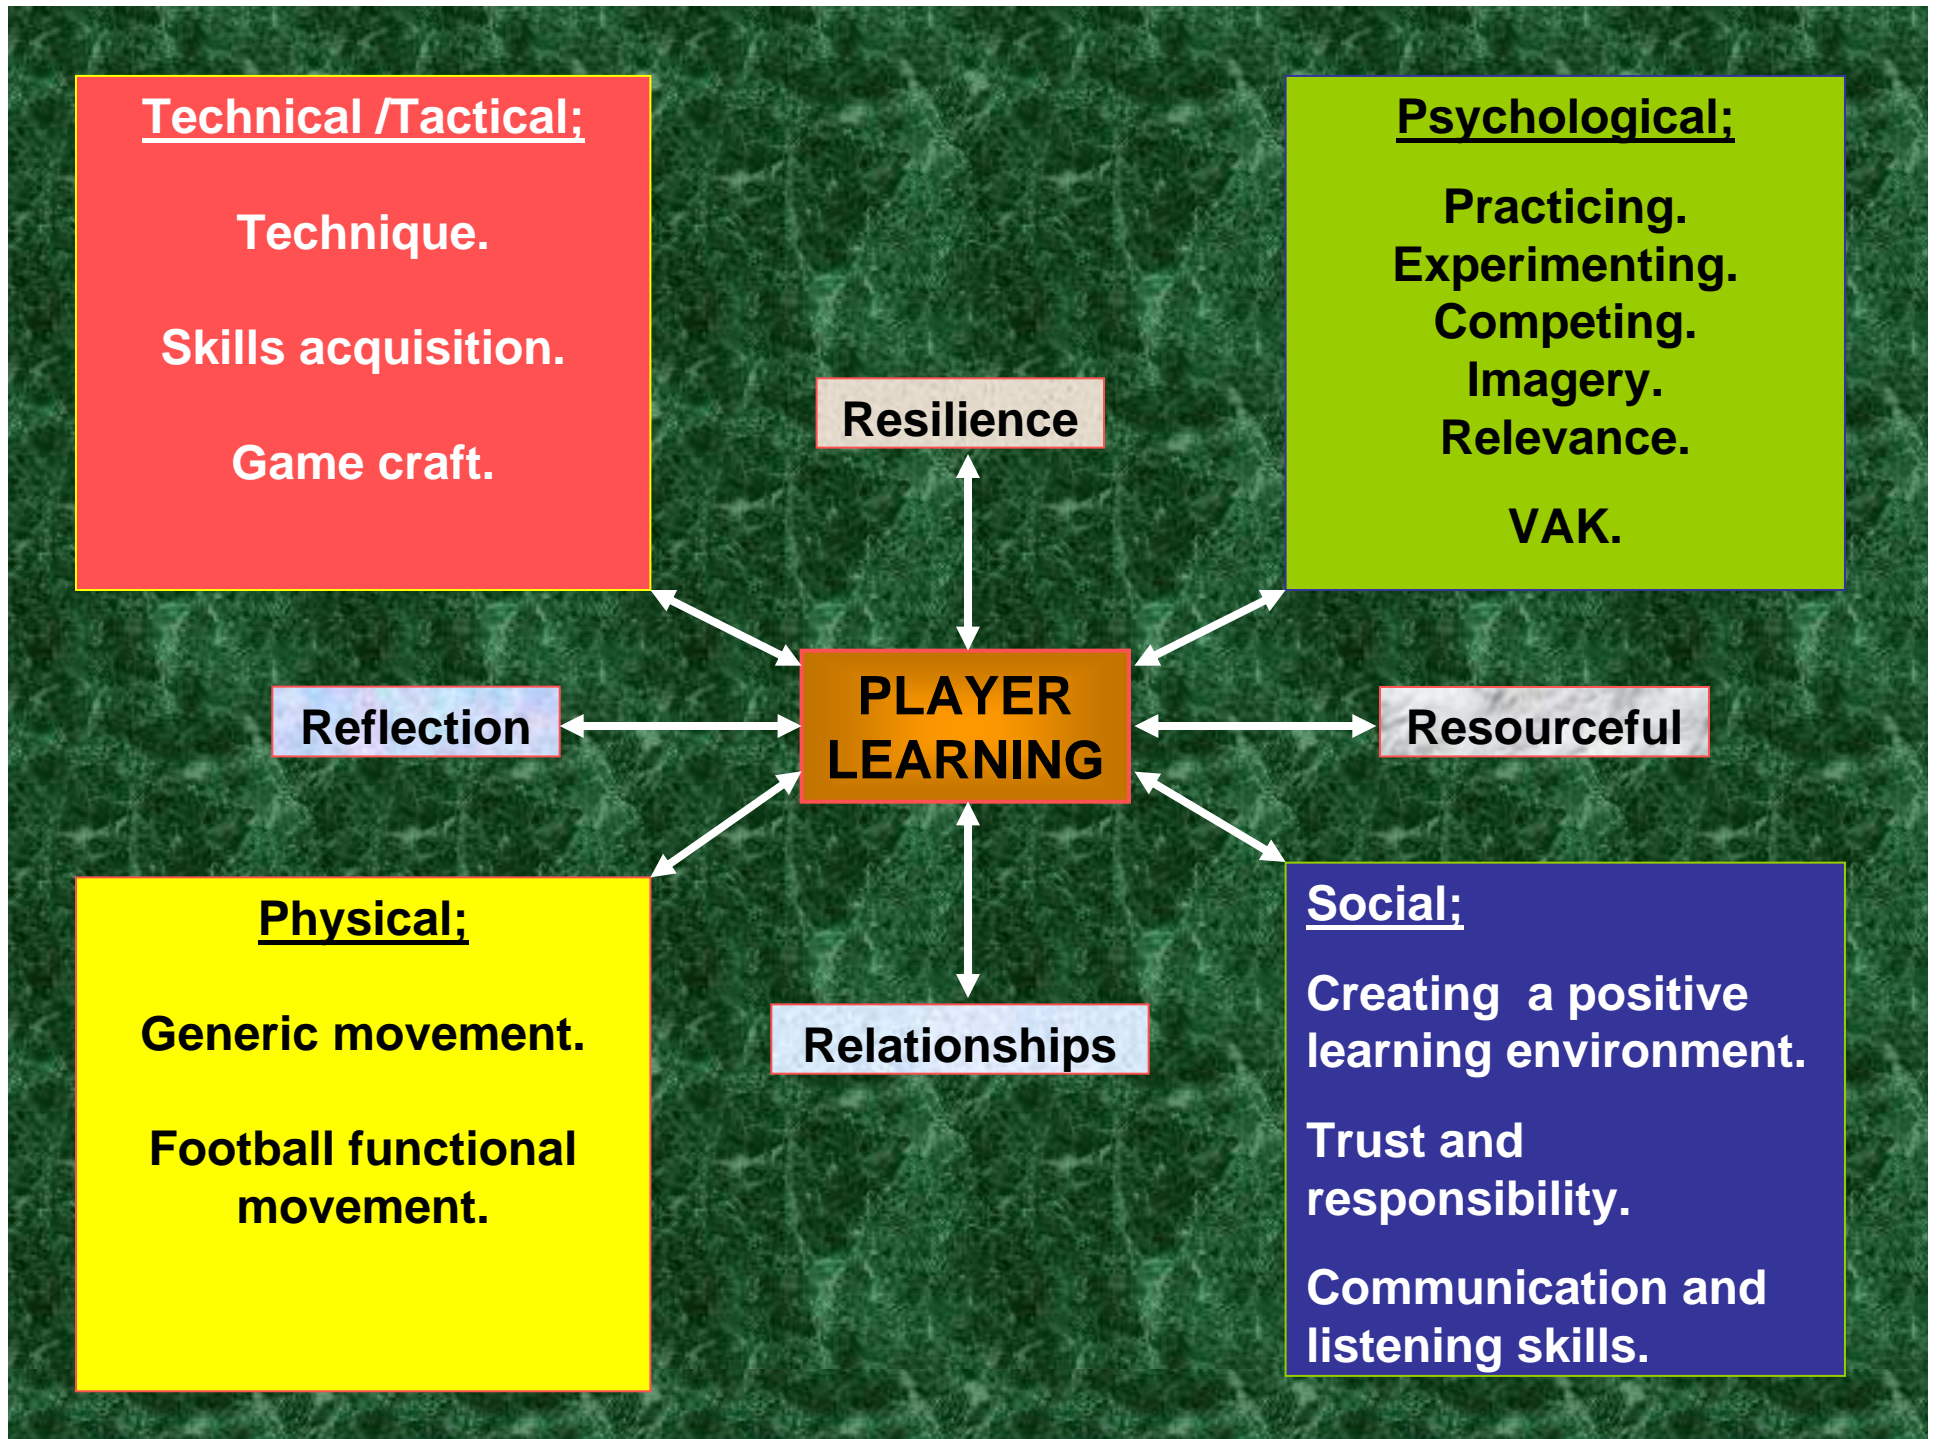 Technical /Tactical;
Technique.
Skills acquisition.
Game craft.
Psychological;
Practicing.
Experimenting.
Competing.
Imagery.
Relevance.
VAK.
Resilience
Reflection
PLAYER
LEARNING
Resourceful
Relationships
Physical;
Generic movement.
Football functional
movement.
Social;
Creating  a positive
learning environment.
Trust and
responsibility.
Communication and
listening skills.